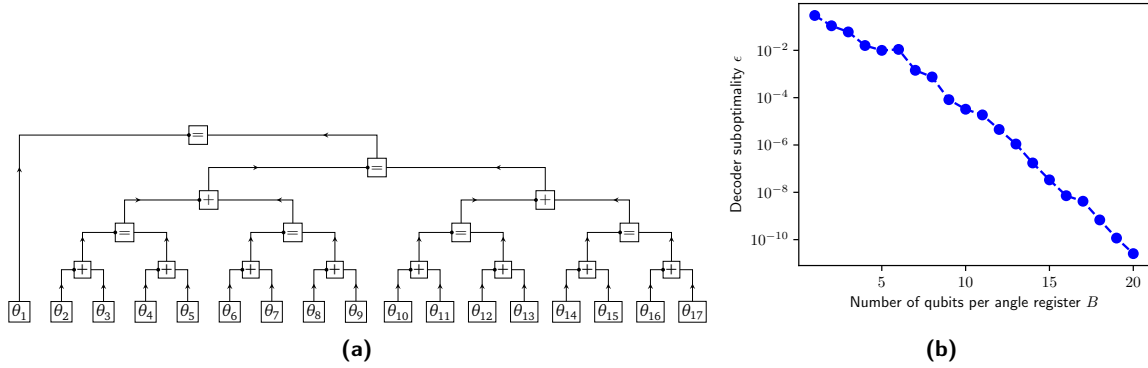 =
=
+ +
= = = =
+ + + + + + + +
θ₁ θ₂ θ₃ θ₄ θ₅ θ₆ θ₇ θ₈ θ₉ θ₁₀ θ₁₁ θ₁₂ θ₁₃ θ₁₄ θ₁₅ θ₁₆ θ₁₇
(a)
Decoder suboptimality ϵ
10⁻²
10⁻⁴
10⁻⁶
10⁻⁸
10⁻¹⁰
5 10 15 20
Number of qubits per angle register B
(b)